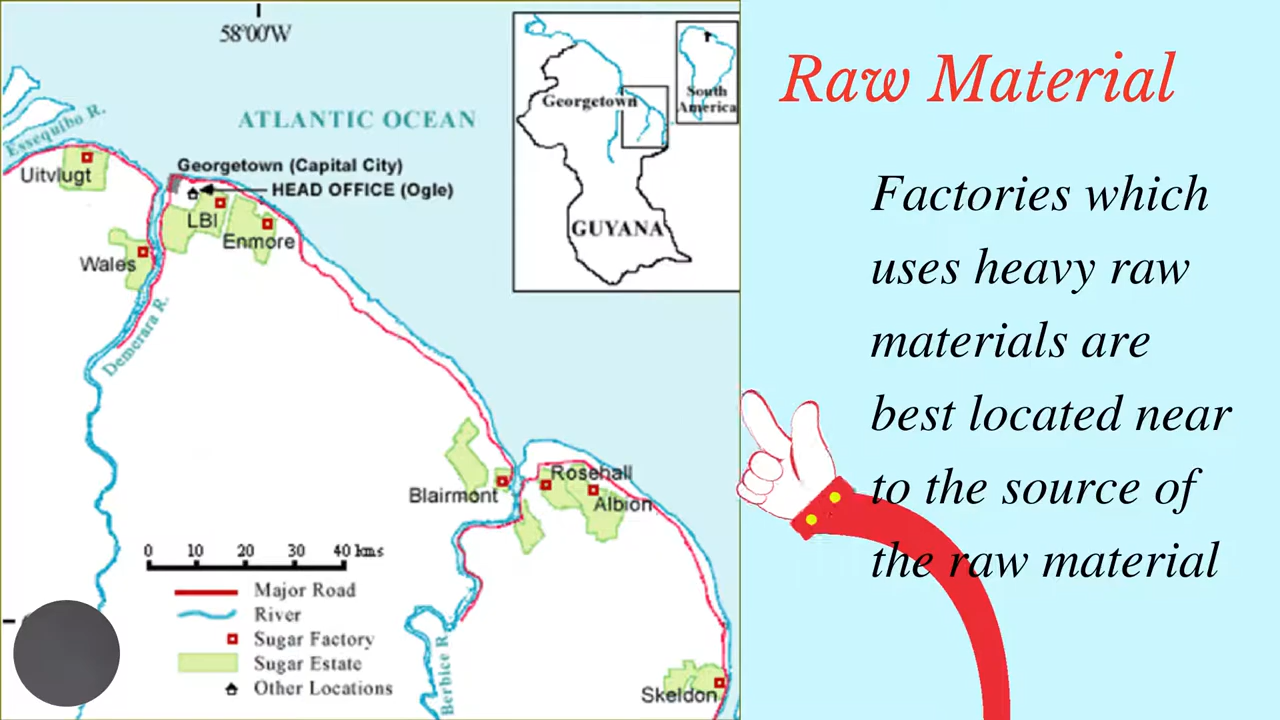 58°00'W
ATLANTIC OCEAN
Essequibo R.
Georgetown (Capital City)
HEAD OFFICE (Ogle)
Uitvlugt
LBI
Enmore
Wales
Demerara R.
Blairmont
Rosehall
Albion
Skeldon
Berbice R.
0 10 20 30 40 kms
Major Road
River
Sugar Factory
Sugar Estate
Other Locations
Georgetown
GUYANA
South
America
Raw Material
Factories which
uses heavy raw
materials are
best located near
to the source of
the raw material